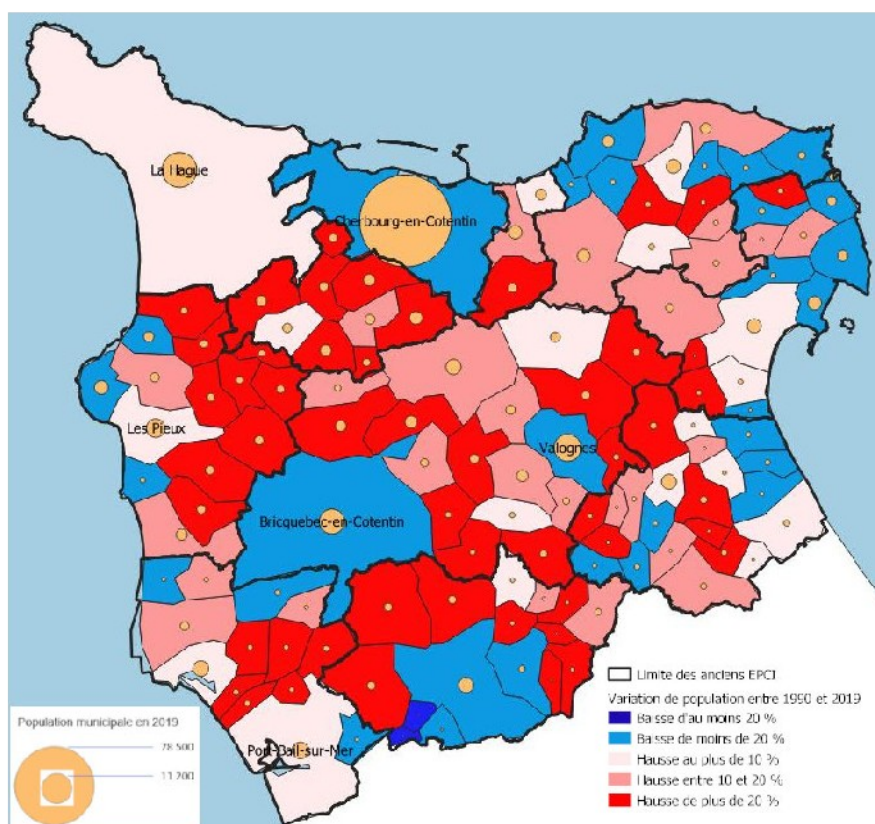 La Hague
Cherbourg-en-Cotentin
Les Pieux
Valognes
Bricquebec-en-Cotentin
Port-Bail-sur-Mer
Limite des anciens EPCI
Variation de population entre 1990 et 2019
Baisse d'au moins 20 %
Baisse de moins de 20 %
Hausse au plus de 10 %
Hausse entre 10 et 20 %
Hausse de plus de 20 %
Population municipale en 2019
78 500
11 200